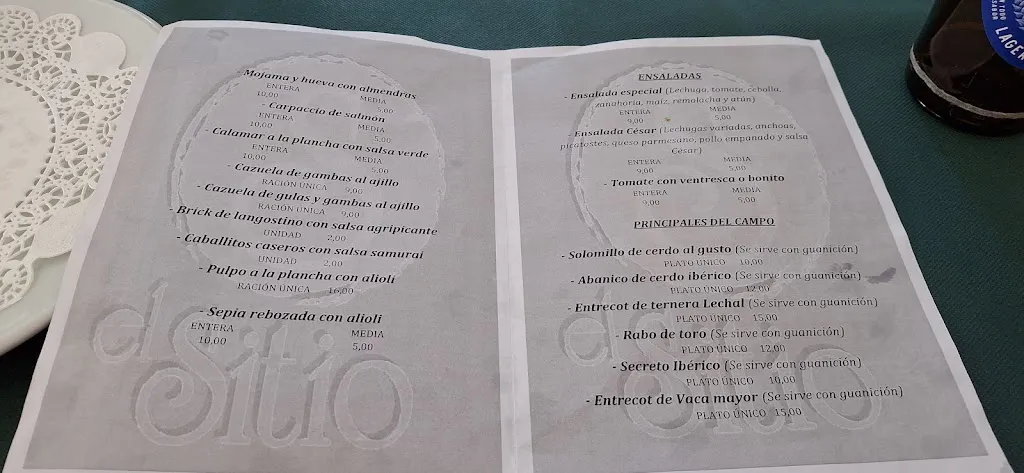 - Mojama y hueva con almendras
ENTERA MEDIA
10,00 5,00
- Carpaccio de salmón
ENTERA MEDIA
10,00 5,00
- Calamar a la plancha con salsa verde
ENTERA MEDIA
10,00 5,00
- Cazuela de gambas al ajillo
RACIÓN ÚNICA 9,00
- Cazuela de gulas y gambas al ajillo
RACIÓN ÚNICA 9,00
- Brick de langostino con salsa agripicante
UNIDAD 2,00
- Caballitos caseros con salsa samurai
UNIDAD 2,00
- Pulpo a la plancha con alioli
RACIÓN ÚNICA 16,00
- Sepia rebozada con alioli
ENTERA MEDIA
10,00 5,00
el Sitio
ENSALADAS
- Ensalada especial (Lechuga, tomate, cebolla,
zanahoria, maíz, remolacha y atún)
ENTERA MEDIA
9,00 5,00
- Ensalada César (Lechugas variadas, anchoas,
picatostes, queso parmesano, pollo empanado y salsa
César)
ENTERA MEDIA
9,00 5,00
- Tomate con ventresca o bonito
ENTERA MEDIA
9,00 5,00
PRINCIPALES DEL CAMPO
- Solomillo de cerdo al gusto (Se sirve con guanición)
PLATO ÚNICO 10,00
- Abanico de cerdo ibérico (Se sirve con guanición)
PLATO ÚNICO 12,00
- Entrecot de ternera Lechal (Se sirve con guanición)
PLATO ÚNICO 15,00
- Rabo de toro (Se sirve con guanición)
PLATO ÚNICO 12,00
- Secreto Ibérico (Se sirve con guanición)
PLATO ÚNICO 10,00
- Entrecot de Vaca mayor (Se sirve con guanición)
PLATO ÚNICO 15,00
el Sitio
LAGER